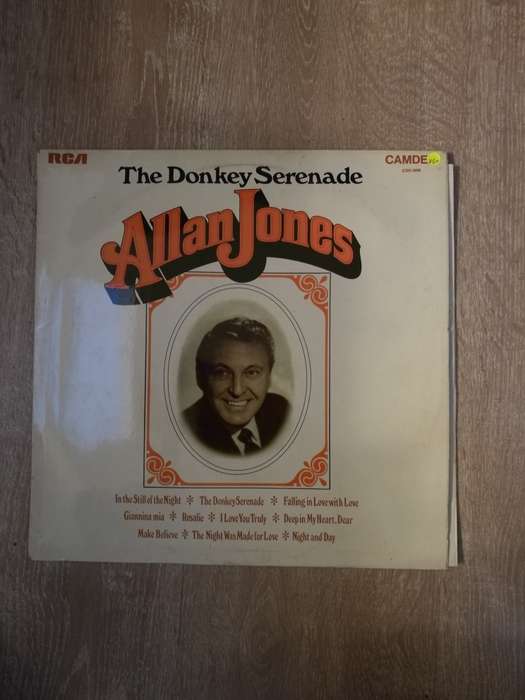 RCA
CAMDE
The Donkey Serenade
Allan Jones
In the Still of the Night * The Donkey Serenade * Falling in Love with Love
Giannina mia * Rosalie * I Love You Truly * Deep in My Heart, Dear
Make Believe * The Night Was Made for Love * Night and Day